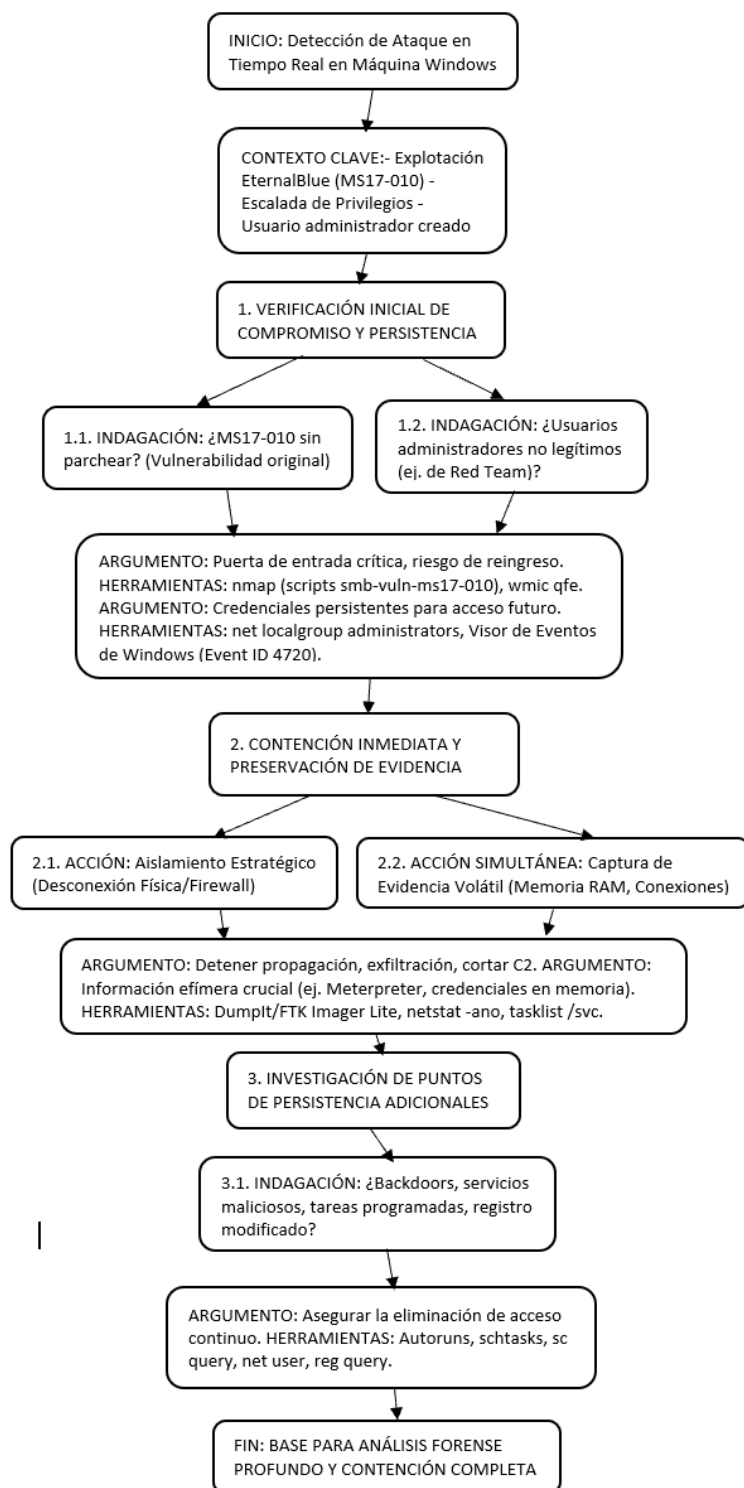 INICIO: Detección de Ataque en
Tiempo Real en Máquina Windows
CONTEXTO CLAVE:- Explotación
EternalBlue (MS17-010) -
Escalada de Privilegios -
Usuario administrador creado
1. VERIFICACIÓN INICIAL DE
COMPROMISO Y PERSISTENCIA
1.1. INDAGACIÓN: ¿MS17-010 sin
parchear? (Vulnerabilidad original)
1.2. INDAGACIÓN: ¿Usuarios
administradores no legítimos
(ej. de Red Team)?
ARGUMENTO: Puerta de entrada crítica, riesgo de reingreso.
HERRAMIENTAS: nmap (scripts smb-vuln-ms17-010), wmic qfe.
ARGUMENTO: Credenciales persistentes para acceso futuro.
HERRAMIENTAS: net localgroup administrators, Visor de Eventos
de Windows (Event ID 4720).
2. CONTENCIÓN INMEDIATA Y
PRESERVACIÓN DE EVIDENCIA
2.1. ACCIÓN: Aislamiento Estratégico
(Desconexión Física/Firewall)
2.2. ACCIÓN SIMULTÁNEA: Captura de
Evidencia Volátil (Memoria RAM, Conexiones)
ARGUMENTO: Detener propagación, exfiltración, cortar C2. ARGUMENTO:
Información efímera crucial (ej. Meterpreter, credenciales en memoria).
HERRAMIENTAS: DumpIt/FTK Imager Lite, netstat -ano, tasklist /svc.
3. INVESTIGACIÓN DE PUNTOS
DE PERSISTENCIA ADICIONALES
3.1. INDAGACIÓN: ¿Backdoors, servicios
maliciosos, tareas programadas, registro
modificado?
ARGUMENTO: Asegurar la eliminación de acceso
continuo. HERRAMIENTAS: Autoruns, schtasks, sc
query, net user, reg query.
FIN: BASE PARA ANÁLISIS FORENSE
PROFUNDO Y CONTENCIÓN COMPLETA